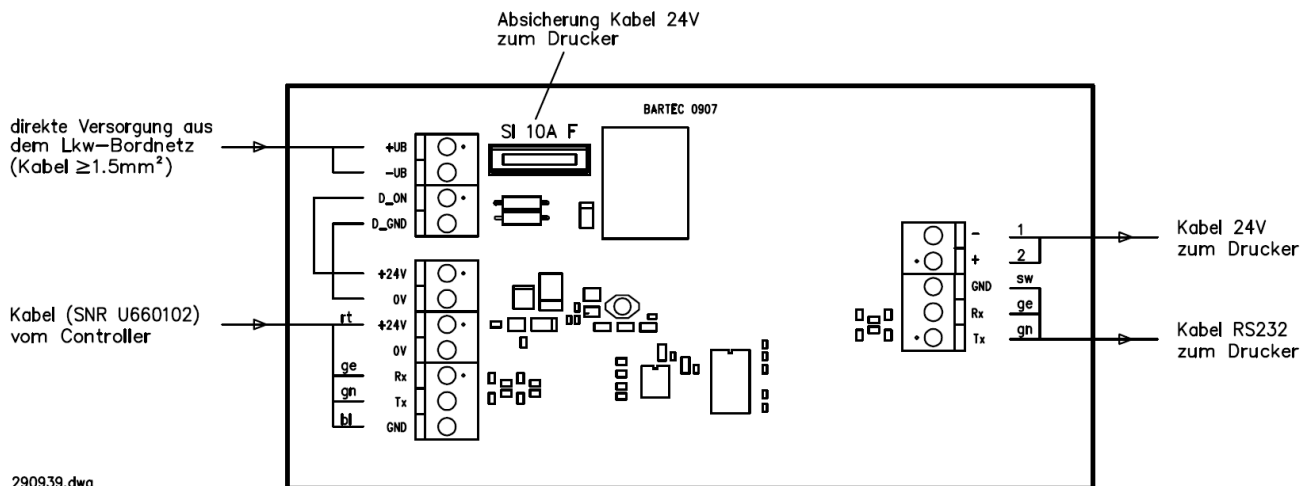 Absicherung Kabel 24V
zum Drucker
BARTEC 0907
SI 10A F
direkte Versorgung aus
dem Lkw-Bordnetz
(Kabel ≥1.5mm²)
+UB
-UB
D_ON
D_GND
+24V
0V
Kabel (SNR U660102)
vom Controller
rt +24V
0V
ge Rx
gn Tx
bl GND
- 1
+ 2
GND sw
Rx ge
Tx gn
Kabel 24V
zum Drucker
Kabel RS232
zum Drucker
290939.dwg